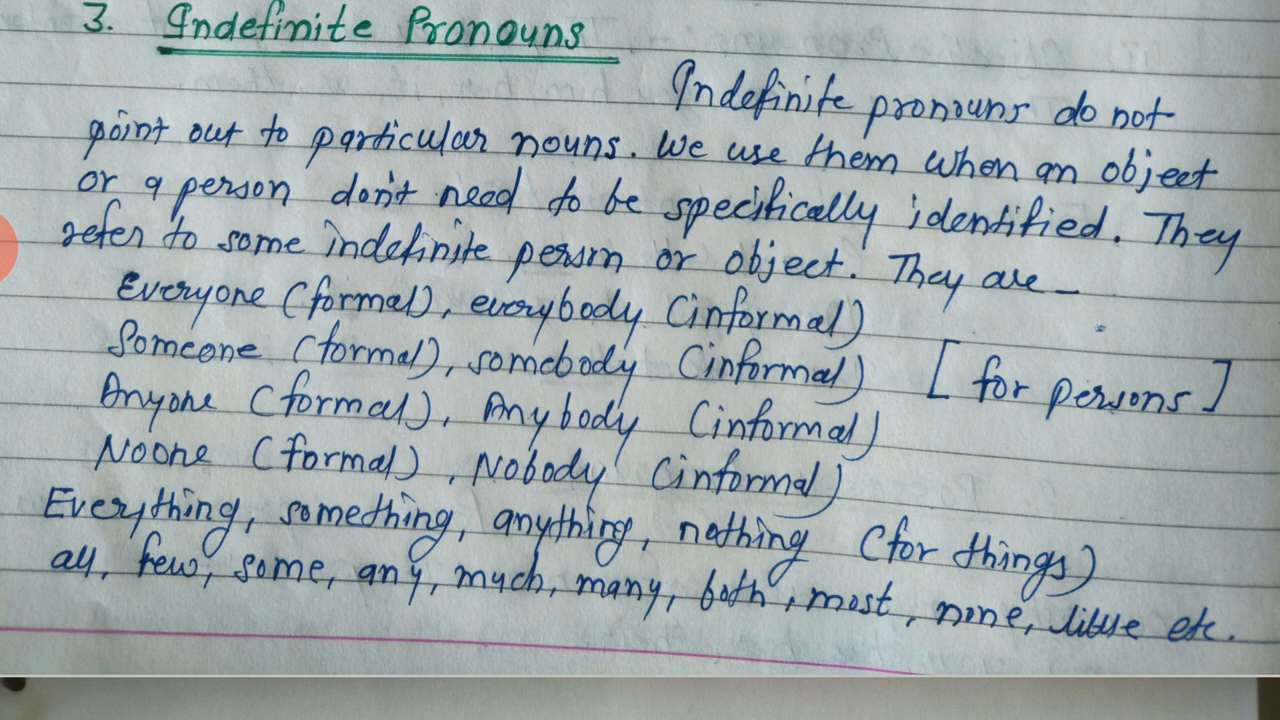 3. Indefinite Pronouns
Indefinite pronouns do not
point out to particular nouns. We use them when an object
or a person don't need to be specifically identified. They
refer to some indefinite person or object. They are -
Everyone (formal), everybody (informal)
Someone (formal), somebody (informal) [for persons]
Anyone (formal), Anybody (informal)
Noone (formal), Nobody (informal)
Everything, something, anything, nothing (for things)
all, few, some, any, much, many, both, most, none, little etc.